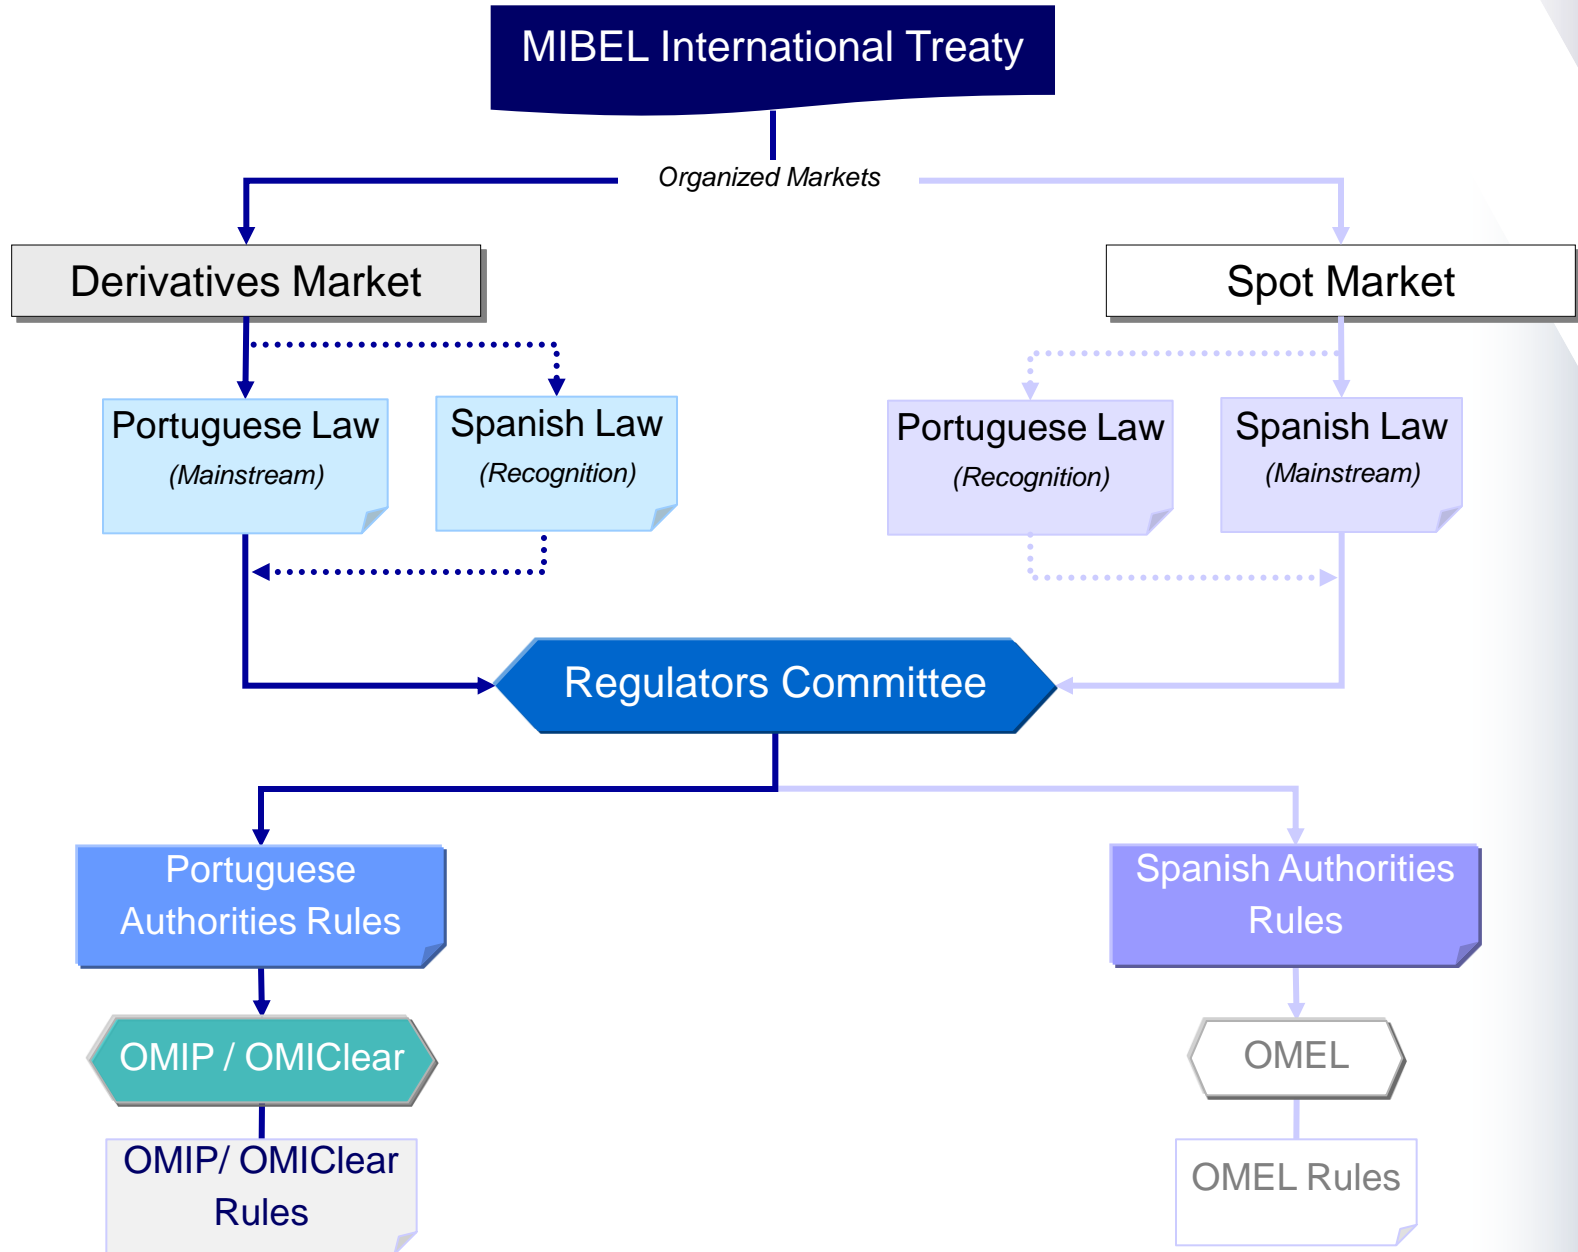 MIBEL International Treaty
Organized Markets
Derivatives Market
Spot Market
Portuguese Law
(Mainstream)
Spanish Law
(Recognition)
Portuguese Law
(Recognition)
Spanish Law
(Mainstream)
Regulators Committee
Portuguese
Authorities Rules
Spanish Authorities
Rules
OMIP / OMIClear
OMEL
OMIP/ OMIClear
Rules
OMEL Rules